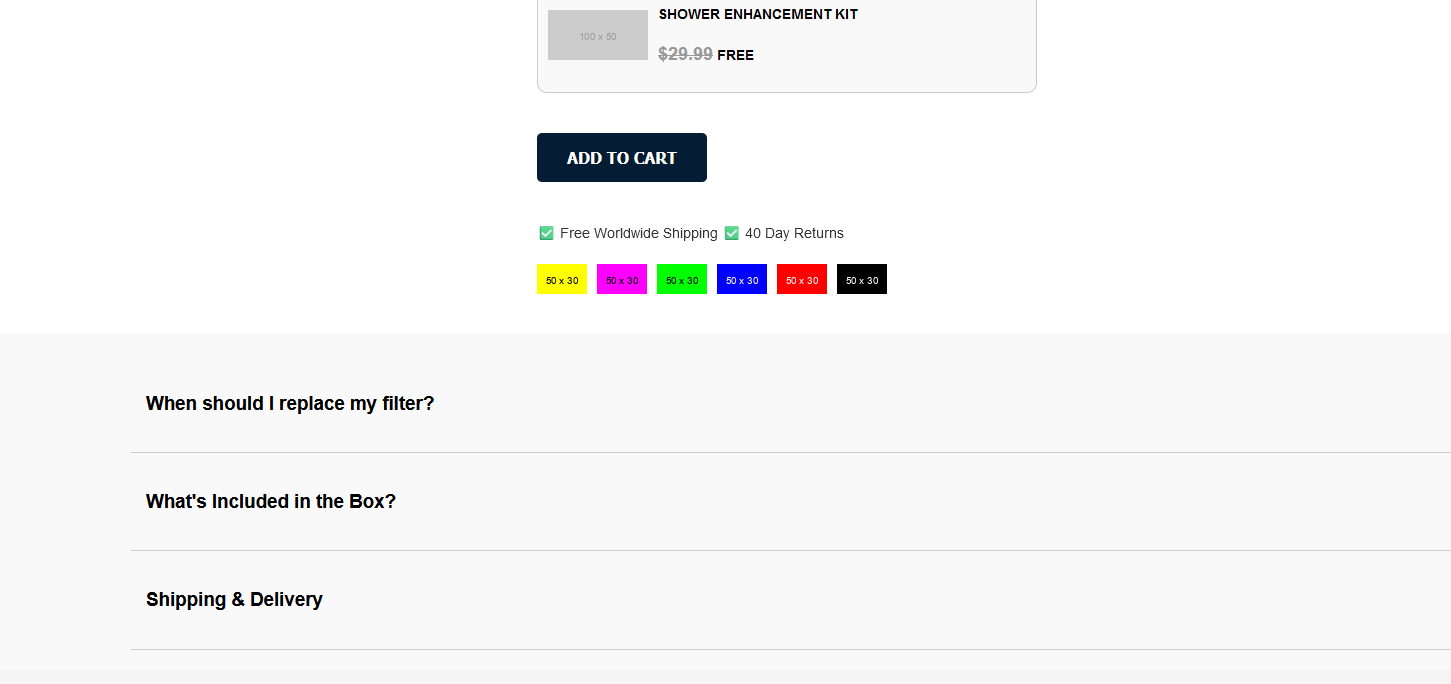 SHOWER ENHANCEMENT KIT
100 x 50
$29.99 FREE
ADD TO CART
✅ Free Worldwide Shipping ✅ 40 Day Returns
50 x 30 50 x 30 50 x 30 50 x 30 50 x 30 50 x 30
When should I replace my filter?
What's Included in the Box?
Shipping & Delivery